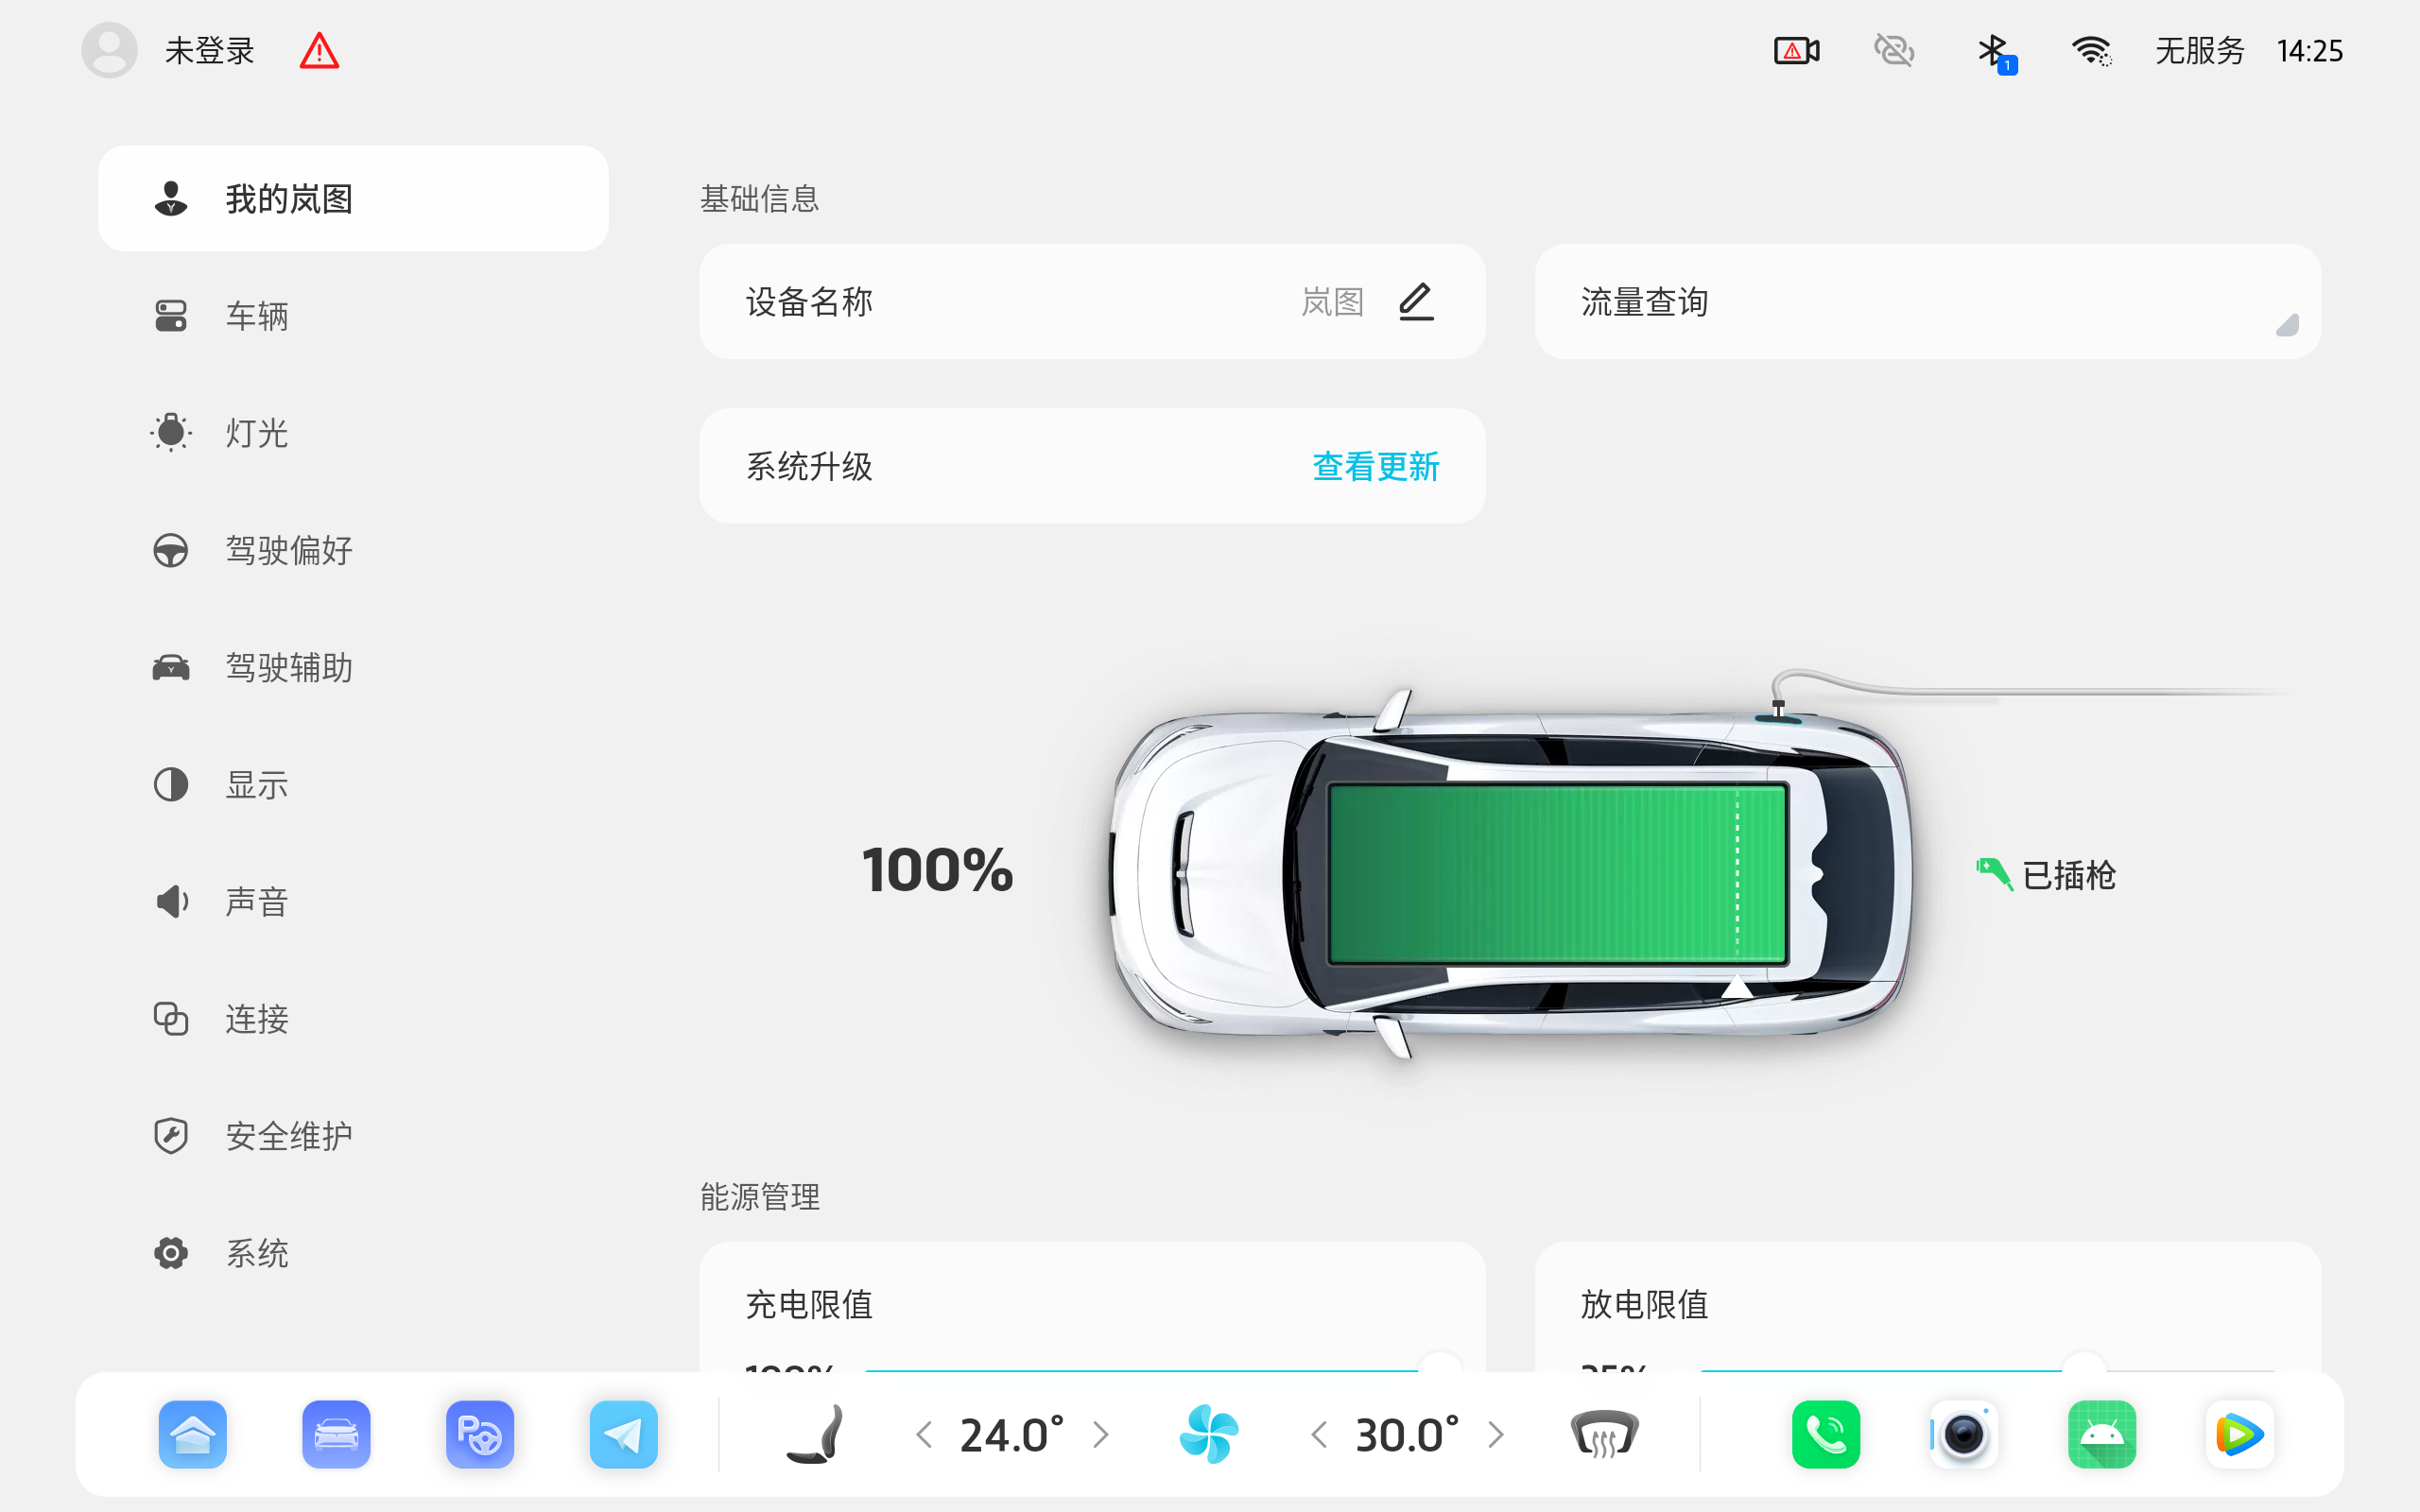 未登录
1
无服务 14:25
我的岚图
车辆
灯光
驾驶偏好
驾驶辅助
显示
声音
连接
安全维护
系统
基础信息
设备名称 岚图
流量查询
系统升级 查看更新
100%
已插枪
能源管理
充电限值
放电限值
24.0°
30.0°